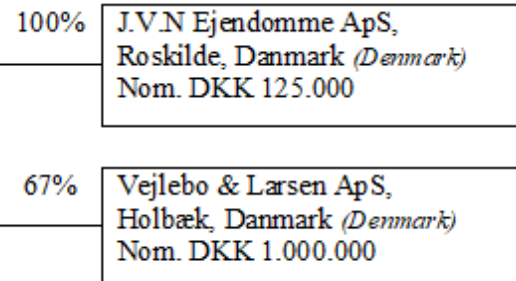 100% J.V.N Ejendomme ApS,
Roskilde, Danmark (Denmark)
Nom. DKK 125.000
67% Vejlebo & Larsen ApS,
Holbæk, Danmark (Denmark)
Nom. DKK 1.000.000